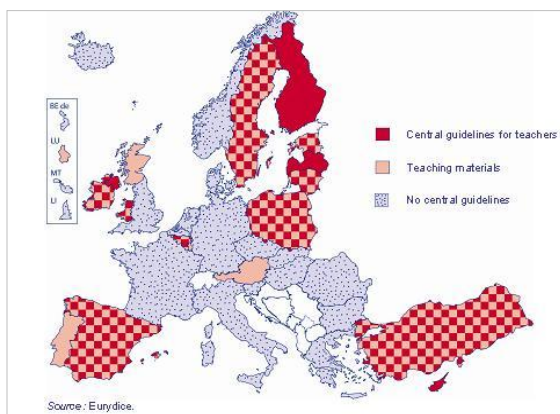 BE de
LU
MT
LI
Central guidelines for teachers
Teaching materials
No central guidelines
Source: Eurydice.